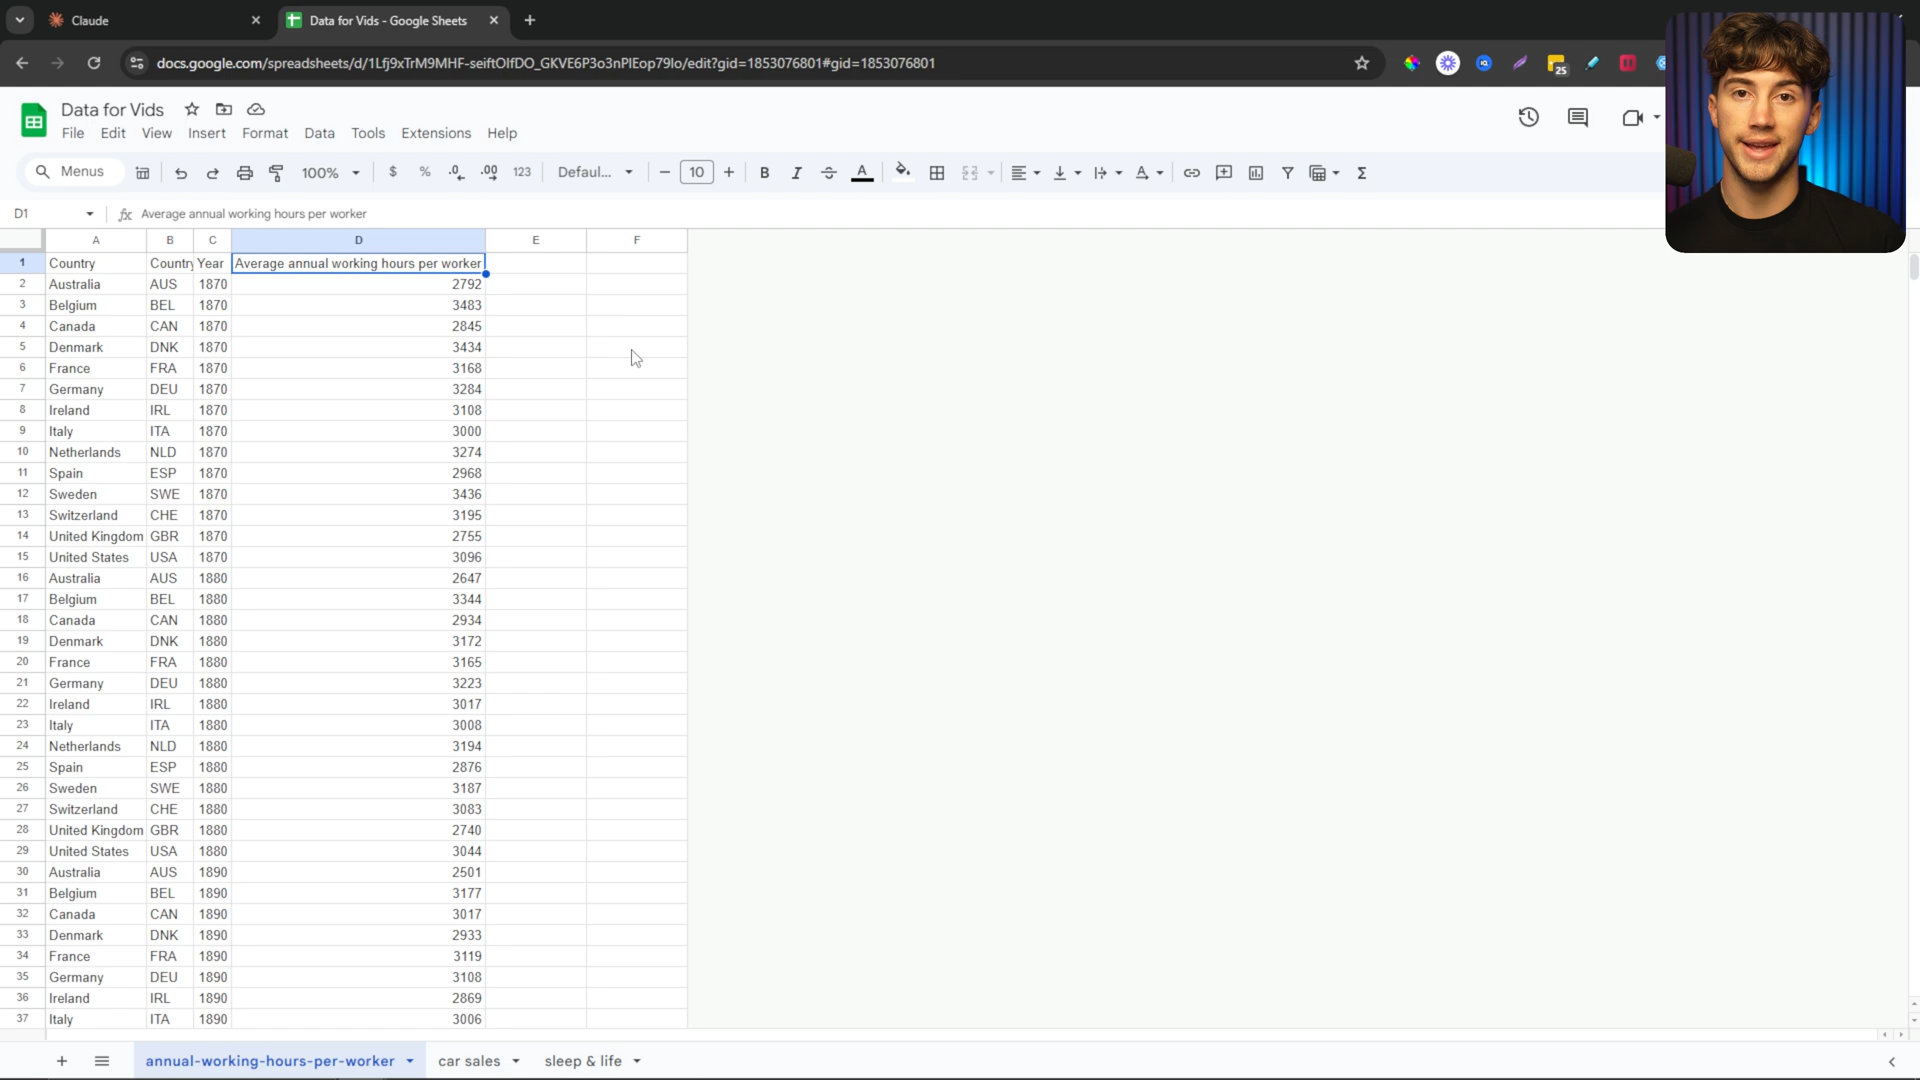 Claude
Data for Vids - Google Sheets
docs.google.com/spreadsheets/d/1Lfj9xTrM9MHF-seiftOIfDO_GKVE6P3o3nPlEop79lo/edit?gid=1853076801#gid=1853076801
25
Data for Vids
File Edit View Insert Format Data Tools Extensions Help
Menus 100% $ % .0 .00 123 Defaul... 10 B I A Σ
D1 fx Average annual working hours per worker
A B C D E F
1 Country Country Year Average annual working hours per worker
2 Australia AUS 1870 2792
3 Belgium BEL 1870 3483
4 Canada CAN 1870 2845
5 Denmark DNK 1870 3434
6 France FRA 1870 3168
7 Germany DEU 1870 3284
8 Ireland IRL 1870 3108
9 Italy ITA 1870 3000
10 Netherlands NLD 1870 3274
11 Spain ESP 1870 2968
12 Sweden SWE 1870 3436
13 Switzerland CHE 1870 3195
14 United Kingdom GBR 1870 2755
15 United States USA 1870 3096
16 Australia AUS 1880 2647
17 Belgium BEL 1880 3344
18 Canada CAN 1880 2934
19 Denmark DNK 1880 3172
20 France FRA 1880 3165
21 Germany DEU 1880 3223
22 Ireland IRL 1880 3017
23 Italy ITA 1880 3008
24 Netherlands NLD 1880 3194
25 Spain ESP 1880 2876
26 Sweden SWE 1880 3187
27 Switzerland CHE 1880 3083
28 United Kingdom GBR 1880 2740
29 United States USA 1880 3044
30 Australia AUS 1890 2501
31 Belgium BEL 1890 3177
32 Canada CAN 1890 3017
33 Denmark DNK 1890 2933
34 France FRA 1890 3119
35 Germany DEU 1890 3108
36 Ireland IRL 1890 2869
37 Italy ITA 1890 3006
annual-working-hours-per-worker car sales sleep & life